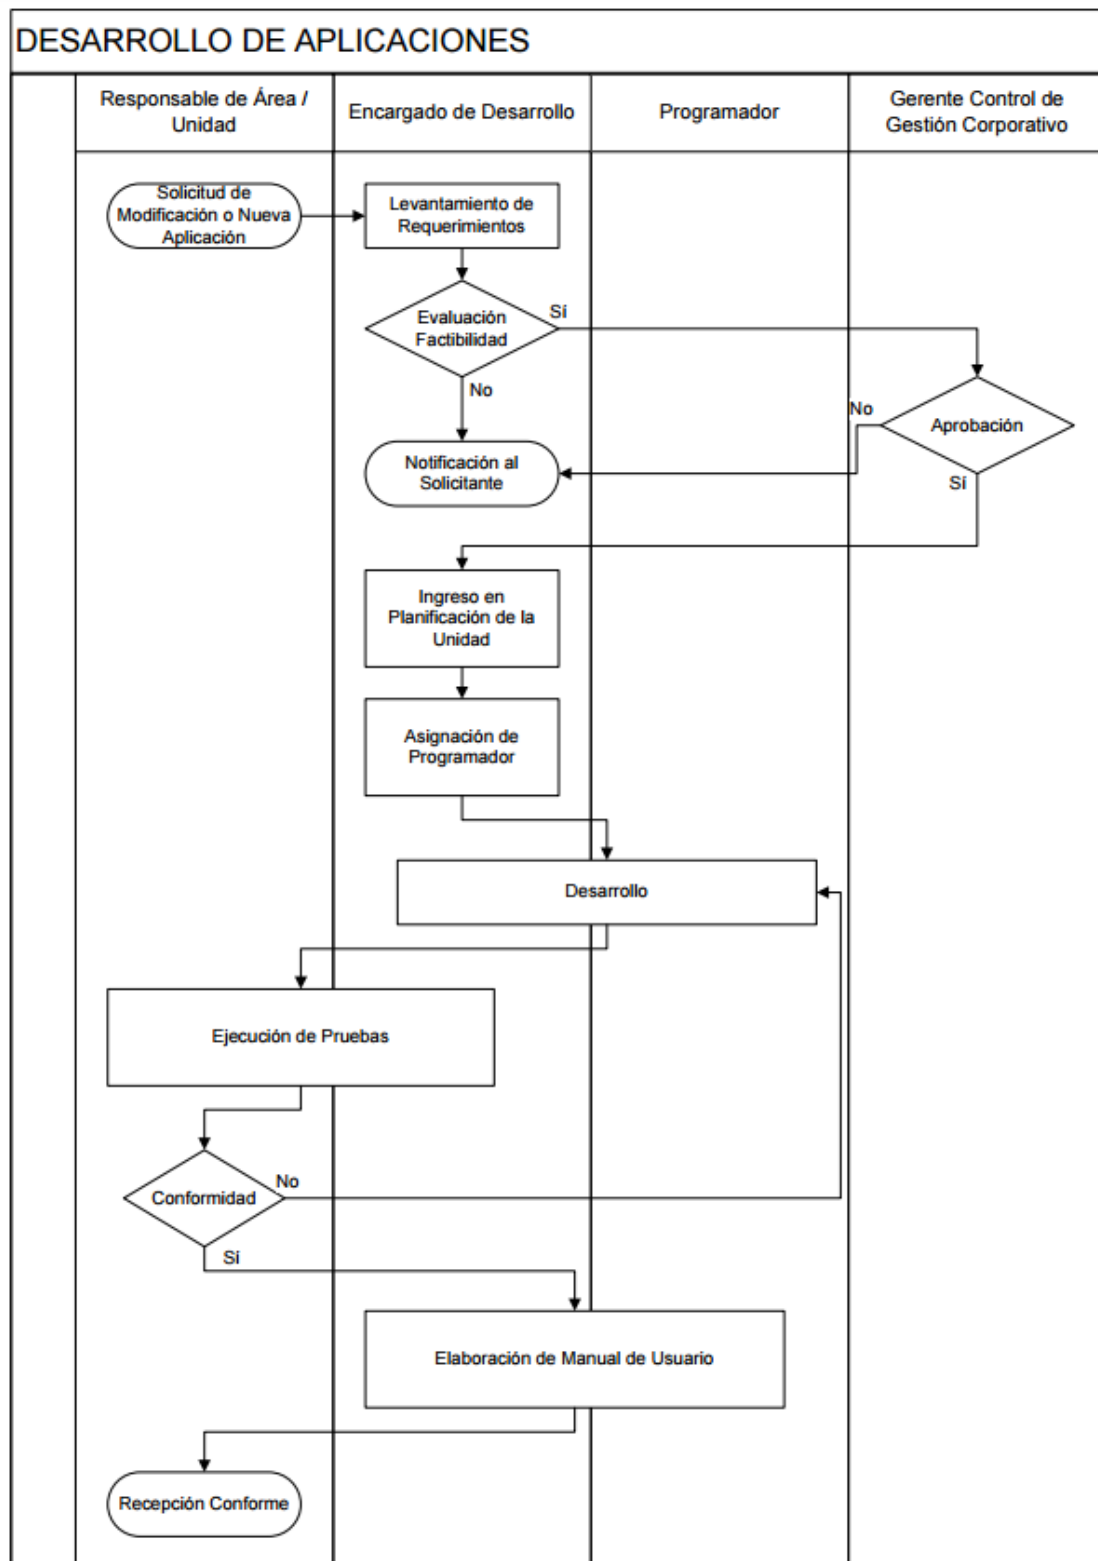 DESARROLLO DE APLICACIONES
Responsable de Área /
Unidad
Encargado de Desarrollo
Programador
Gerente Control de
Gestión Corporativo
Solicitud de
Modificación o Nueva
Aplicación
Levantamiento de
Requerimientos
Evaluación
Factibilidad
Sí
No
Aprobación
No
Sí
Notificación al
Solicitante
Ingreso en
Planificación de la
Unidad
Asignación de
Programador
Desarrollo
Ejecución de Pruebas
Conformidad
No
Sí
Elaboración de Manual de Usuario
Recepción Conforme